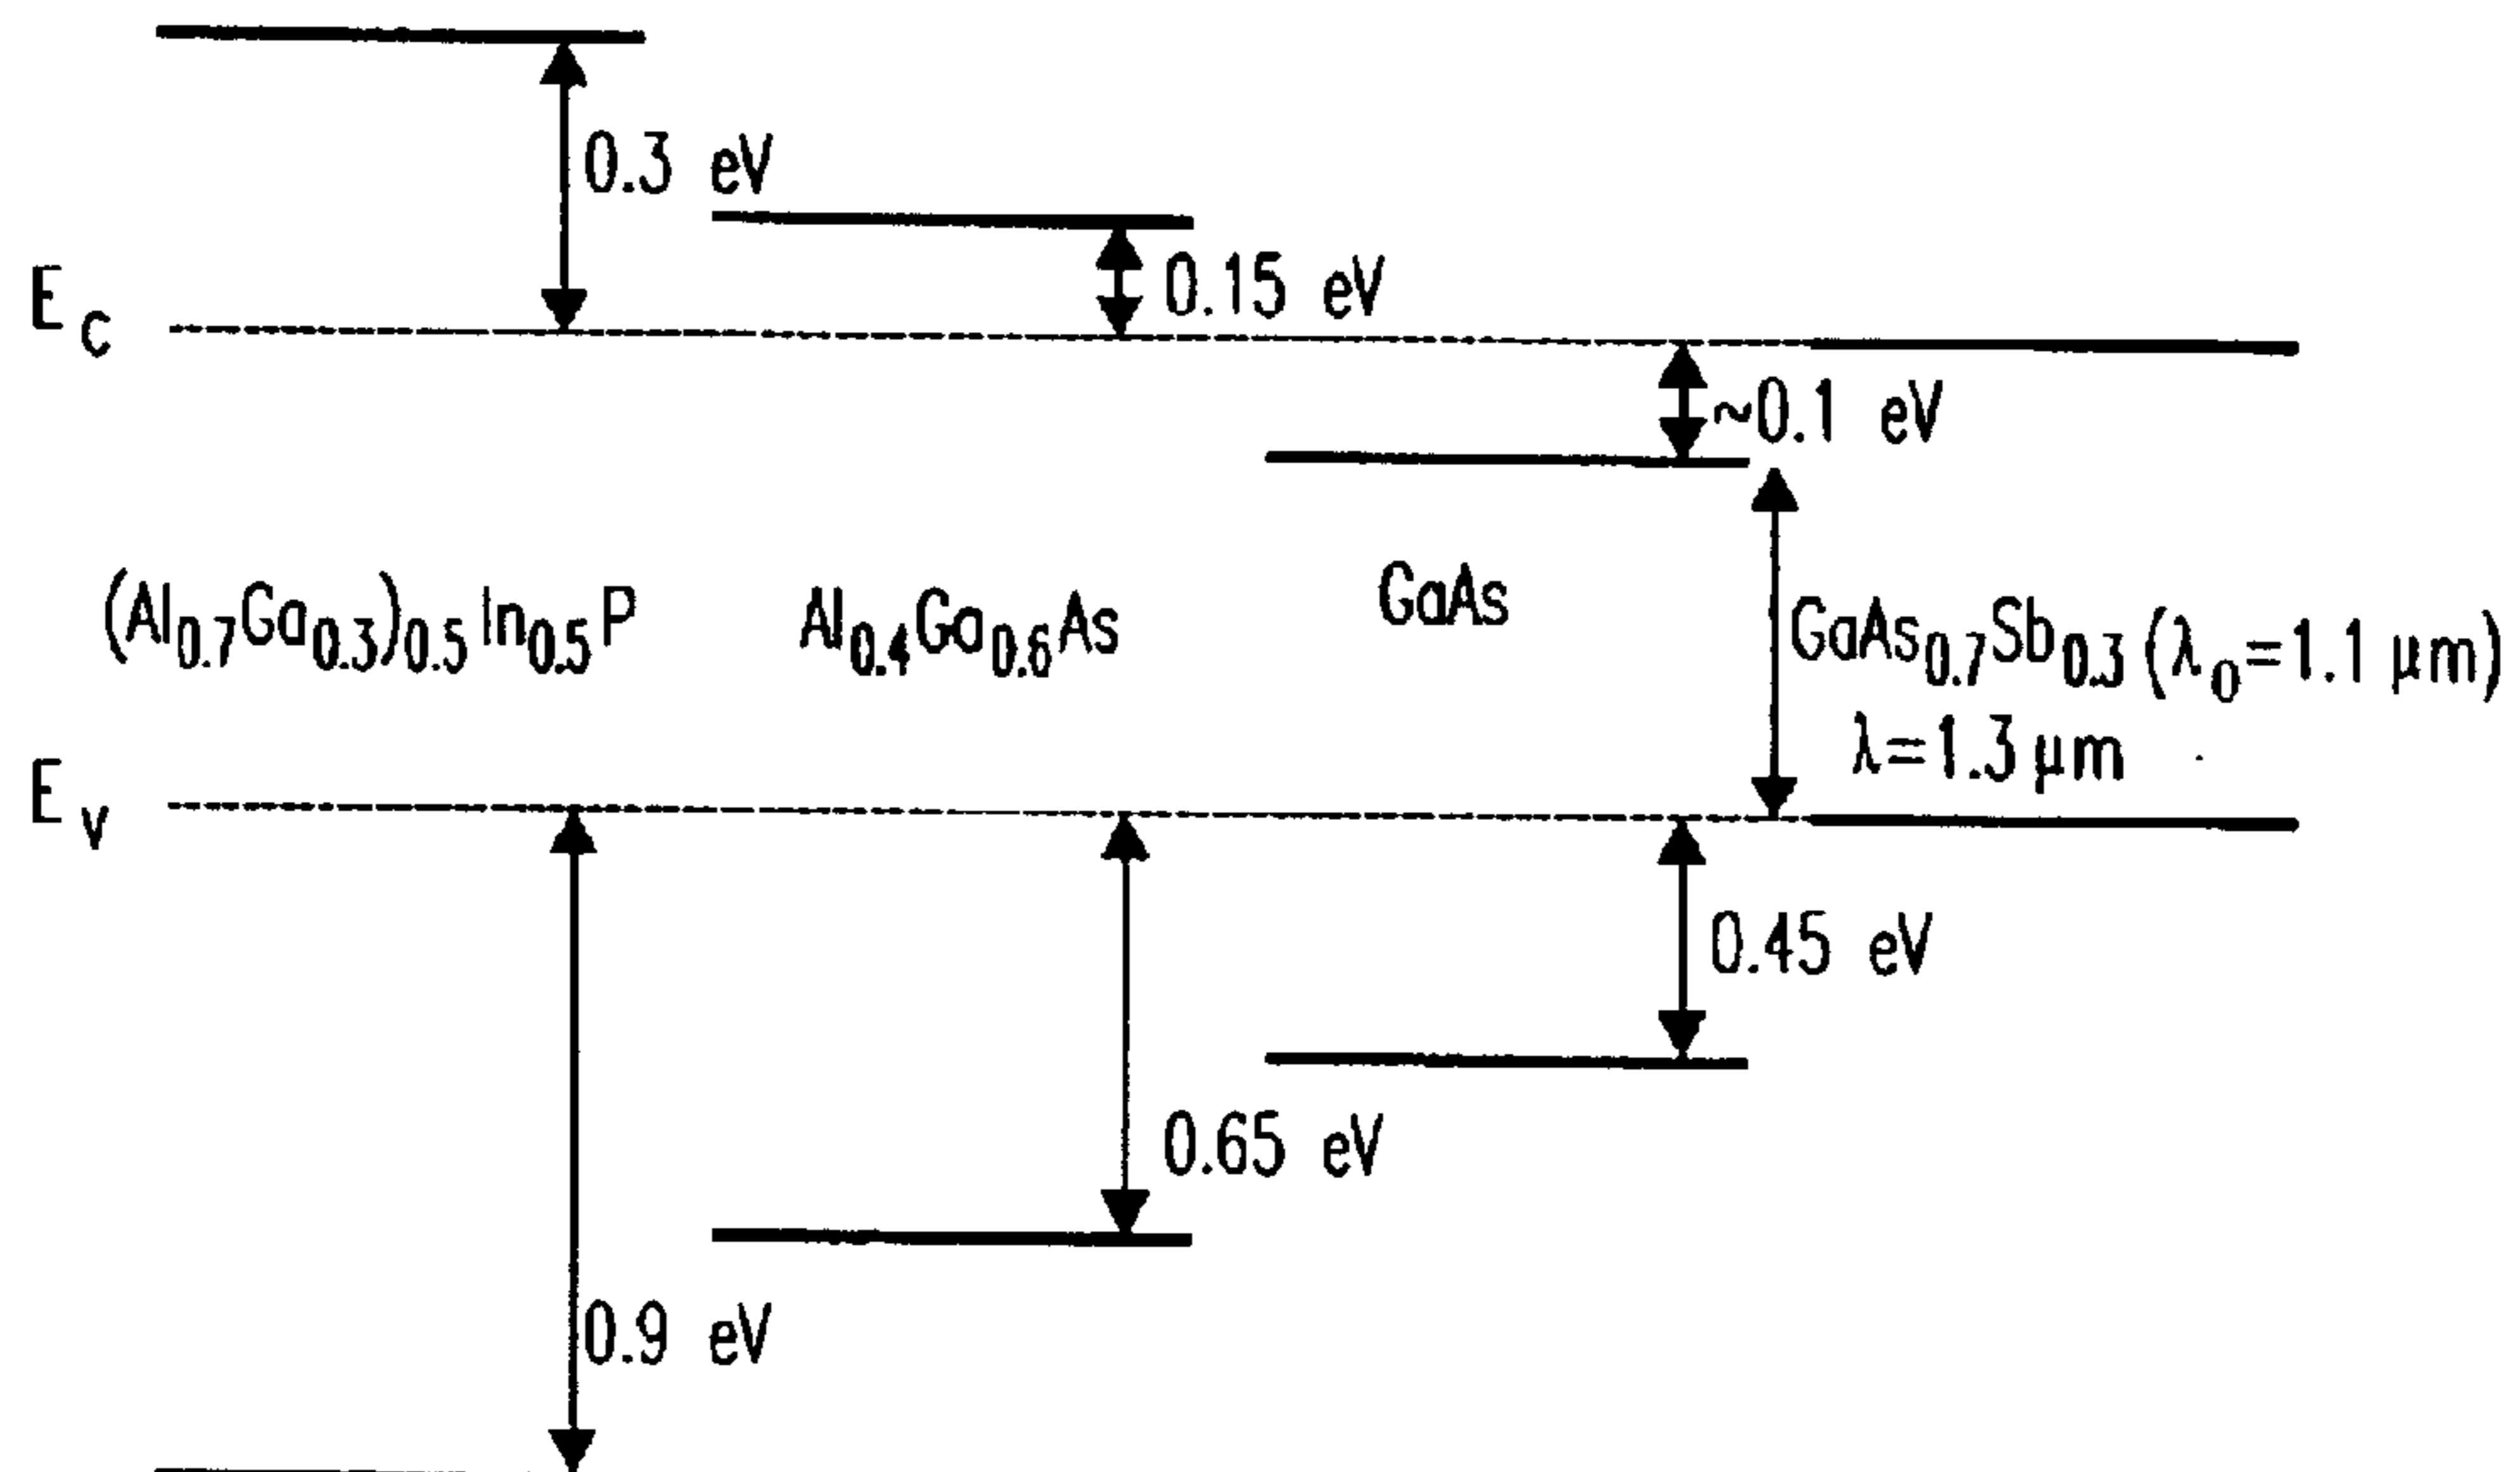 0.3 eV
0.15 eV
E_C
~0.1 eV
(Al₀.₇Ga₀.₃)₀.₅In₀.₅P
Al₀.₄Ga₀.₆As
GaAs
GaAs₀.₇Sb₀.₃(λ₀=1.1 μm)
λ=1.3 μm
E_V
0.45 eV
0.65 eV
0.9 eV